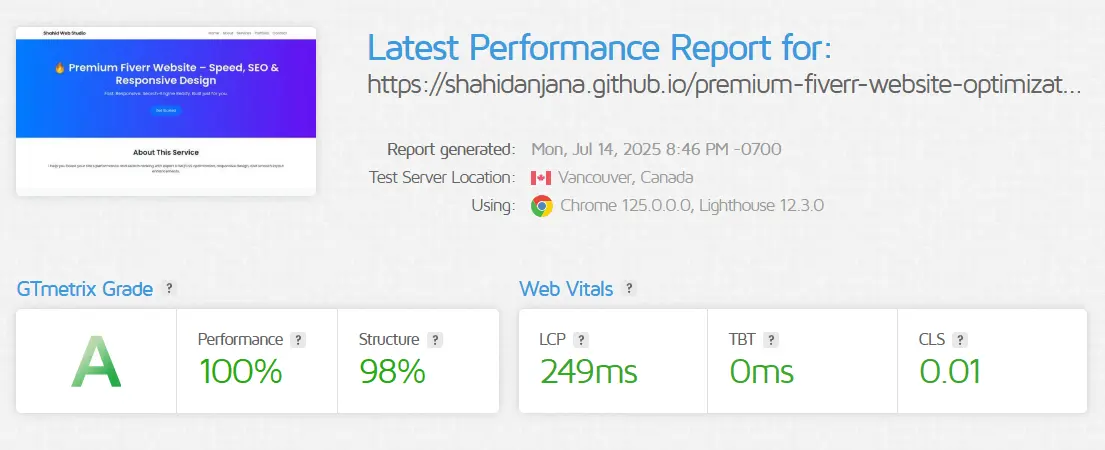 Shahid Web Studio
Home About Services Portfolio Contact
🔥 Premium Fiverr Website – Speed, SEO &
Responsive Design
Fast. Responsive. Search-Engine Ready. Built just for you.
Get Started
About This Service
Latest Performance Report for:
https://shahidanjana.github.io/premium-fiverr-website-optimizat...
Report generated: Mon, Jul 14, 2025 8:46 PM -0700
Test Server Location: Vancouver, Canada
Using: Chrome 125.0.0.0, Lighthouse 12.3.0
GTmetrix Grade ?
Web Vitals ?
A
Performance ?
100%
Structure ?
98%
LCP ?
249ms
TBT ?
0ms
CLS ?
0.01